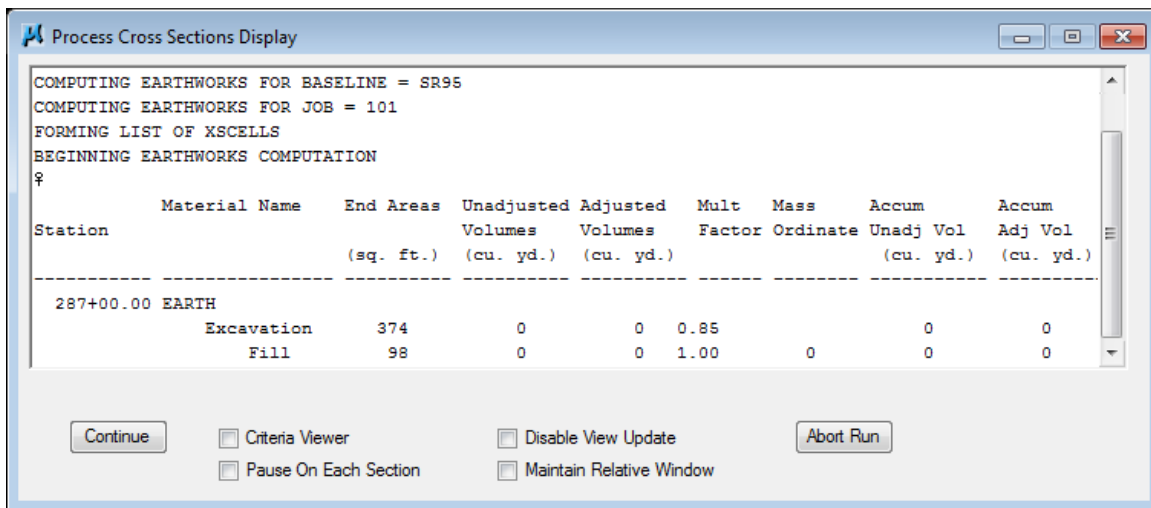 Process Cross Sections Display
COMPUTING EARTHWORKS FOR BASELINE = SR95
COMPUTING EARTHWORKS FOR JOB = 101
FORMING LIST OF XSCELLS
BEGINNING EARTHWORKS COMPUTATION
♀
Material Name End Areas Unadjusted Adjusted Mult Mass Accum Accum
Station Volumes Volumes Factor Ordinate Unadj Vol Adj Vol
(sq. ft.) (cu. yd.) (cu. yd.) (cu. yd.) (cu. yd.)
----------- ----------------- --------- ---------- ---------- ------ -------- ----------- ----------
287+00.00 EARTH
Excavation 374 0 0 0.85 0 0
Fill 98 0 0 1.00 0 0 0
Continue Criteria Viewer Disable View Update Abort Run
Pause On Each Section Maintain Relative Window